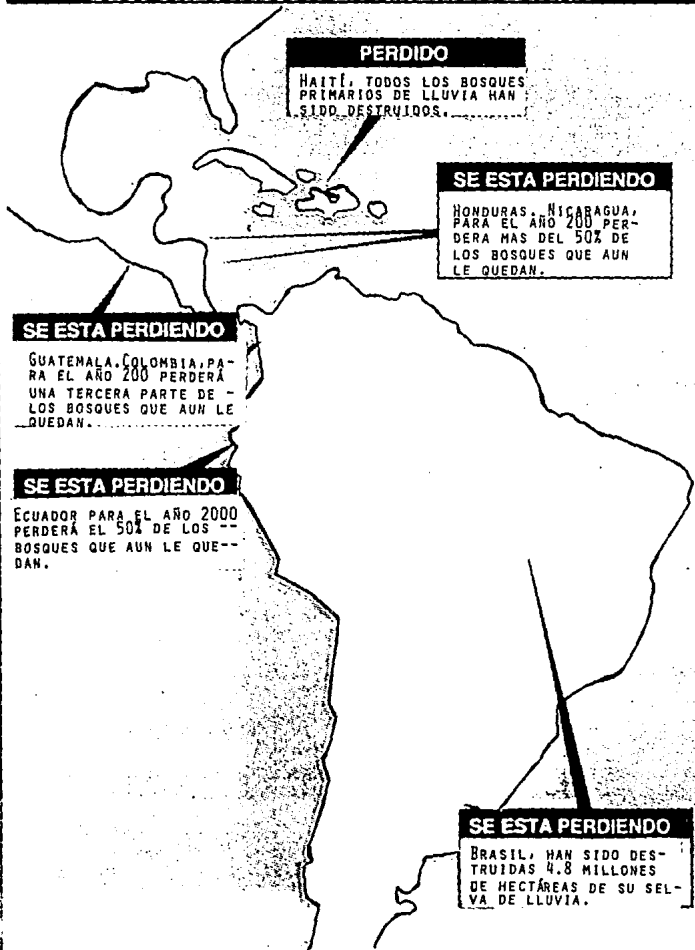 PERDIDO
HAITÍ, TODOS LOS BOSQUES
PRIMARIOS DE LLUVIA HAN
SIDO DESTRUIDOS.
SE ESTA PERDIENDO
HONDURAS. NICARAGUA,
PARA EL AÑO 200 PER-
DERA MAS DEL 50% DE
LOS BOSQUES QUE AUN
LE QUEDAN.
SE ESTA PERDIENDO
GUATEMALA.COLOMBIA,PA-
RA EL AÑO 200 PERDERÁ
UNA TERCERA PARTE DE -
LOS BOSQUES QUE AUN LE
QUEDAN.
SE ESTA PERDIENDO
ECUADOR PARA EL AÑO 2000
PERDERÁ EL 50% DE LOS --
BOSQUES QUE AUN LE QUE--
DAN.
SE ESTA PERDIENDO
BRASIL, HAN SIDO DES-
TRUIDAS 4.8 MILLONES
DE HECTÁREAS DE SU SEL-
VA DE LLUVIA.